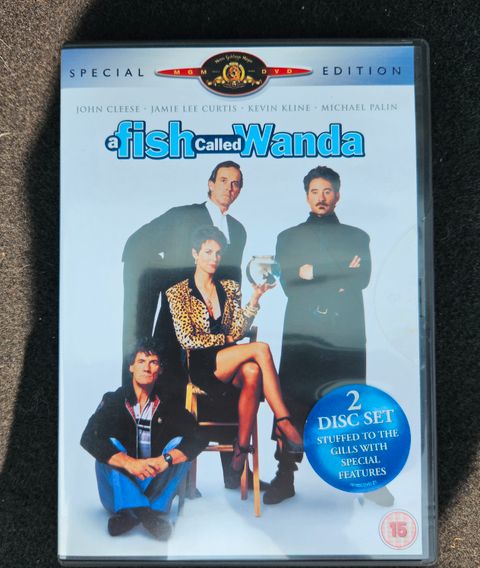 SPECIAL MGM DVD EDITION
JOHN CLEESE · JAMIE LEE CURTIS · KEVIN KLINE · MICHAEL PALIN
a fish Called Wanda
2
DISC SET
STUFFED TO THE
GILLS WITH
SPECIAL
FEATURES
15